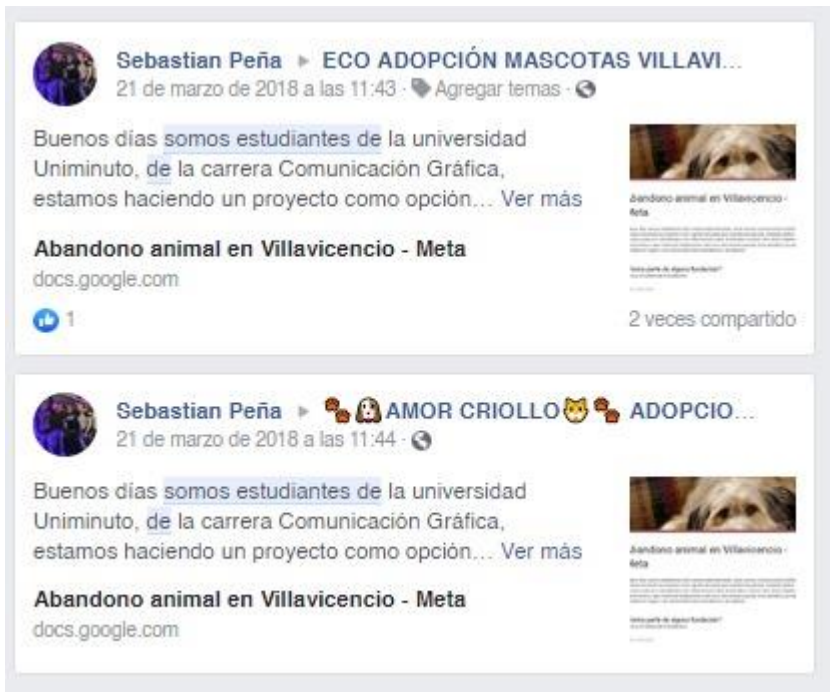 Sebastian Peña ▸ ECO ADOPCIÓN MASCOTAS VILLAVI...
21 de marzo de 2018 a las 11:43 · Agregar temas ·
Buenos días somos estudiantes de la universidad
Uniminuto, de la carrera Comunicación Gráfica,
estamos haciendo un proyecto como opción... Ver más
Abandono animal en Villavicencio - Meta
docs.google.com
Abandono animal en Villavicencio -
Meta
1
2 veces compartido
Sebastian Peña ▸ 🐾🐶AMOR CRIOLLO🐱🐾 ADOPCIO...
21 de marzo de 2018 a las 11:44 ·
Buenos días somos estudiantes de la universidad
Uniminuto, de la carrera Comunicación Gráfica,
estamos haciendo un proyecto como opción... Ver más
Abandono animal en Villavicencio - Meta
docs.google.com
Abandono animal en Villavicencio -
Meta